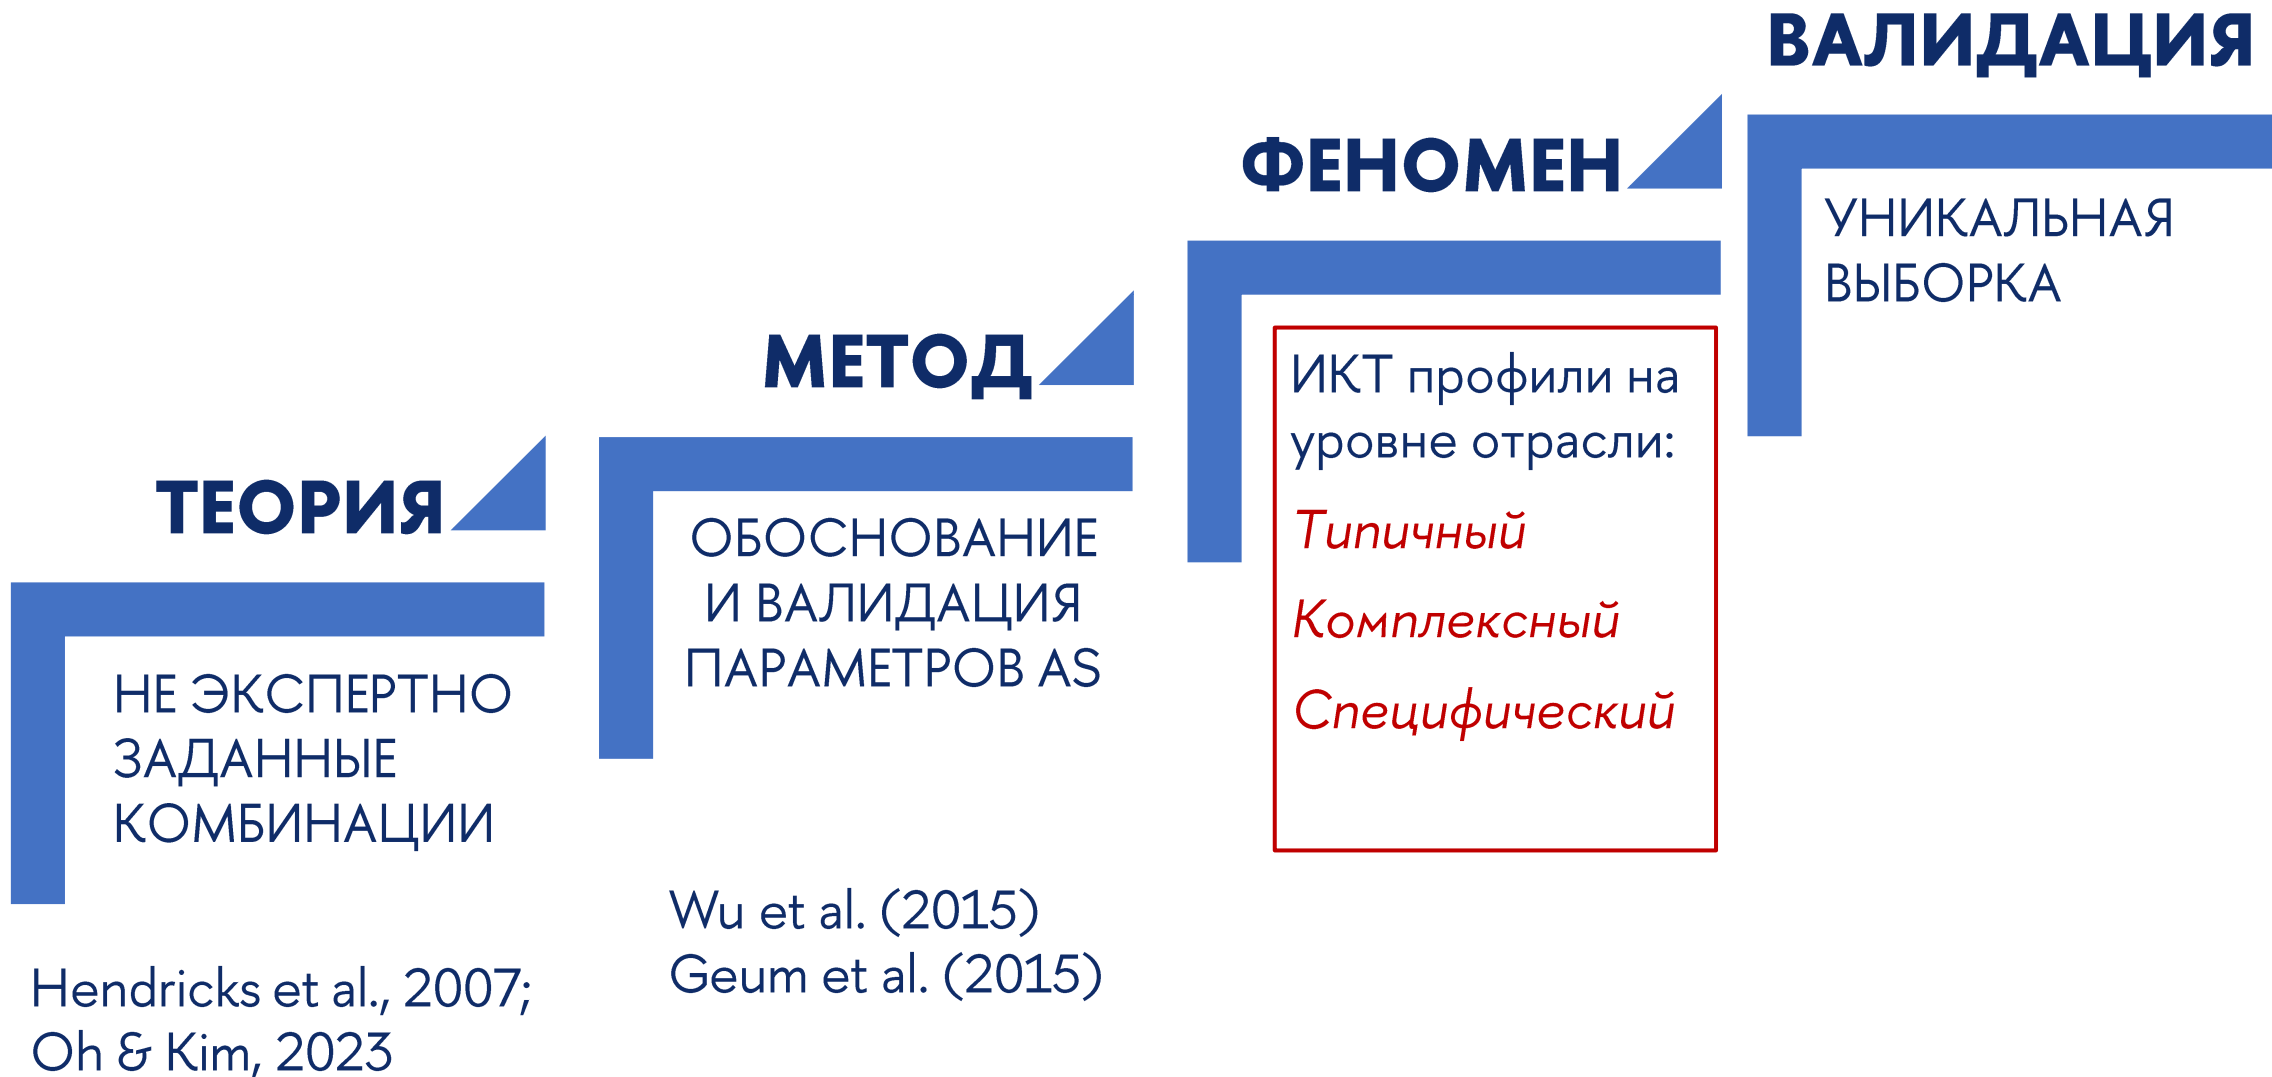 ТЕОРИЯ
НЕ ЭКСПЕРТНО
ЗАДАННЫЕ
КОМБИНАЦИИ
Hendricks et al., 2007;
Oh & Kim, 2023
МЕТОД
ОБОСНОВАНИЕ
И ВАЛИДАЦИЯ
ПАРАМЕТРОВ AS
Wu et al. (2015)
Geum et al. (2015)
ФЕНОМЕН
ИКТ профили на
уровне отрасли:
Типичный
Комплексный
Специфический
ВАЛИДАЦИЯ
УНИКАЛЬНАЯ
ВЫБОРКА